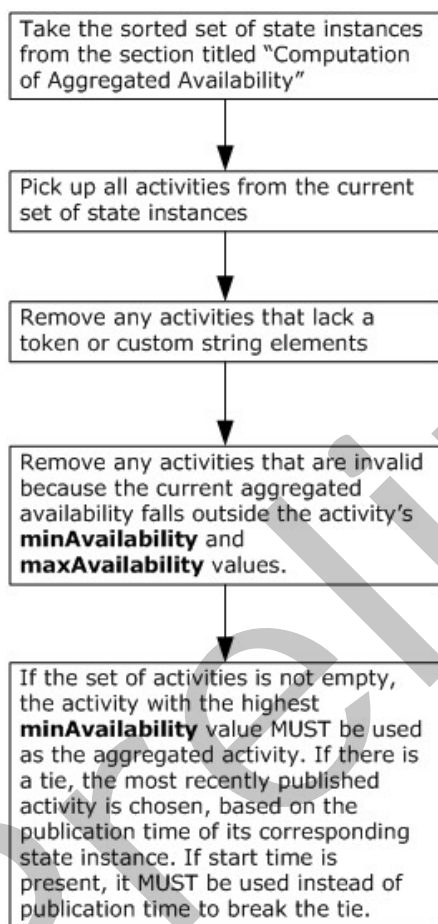 Take the sorted set of state instances
from the section titled “Computation
of Aggregated Availability”
Pick up all activities from the current
set of state instances
Remove any activities that lack a
token or custom string elements
Remove any activities that are invalid
because the current aggregated
availability falls outside the activity’s
minAvailability and
maxAvailability values.
If the set of activities is not empty,
the activity with the highest
minAvailability value MUST be used
as the aggregated activity. If there is
a tie, the most recently published
activity is chosen, based on the
publication time of its corresponding
state instance. If start time is
present, it MUST be used instead of
publication time to break the tie.